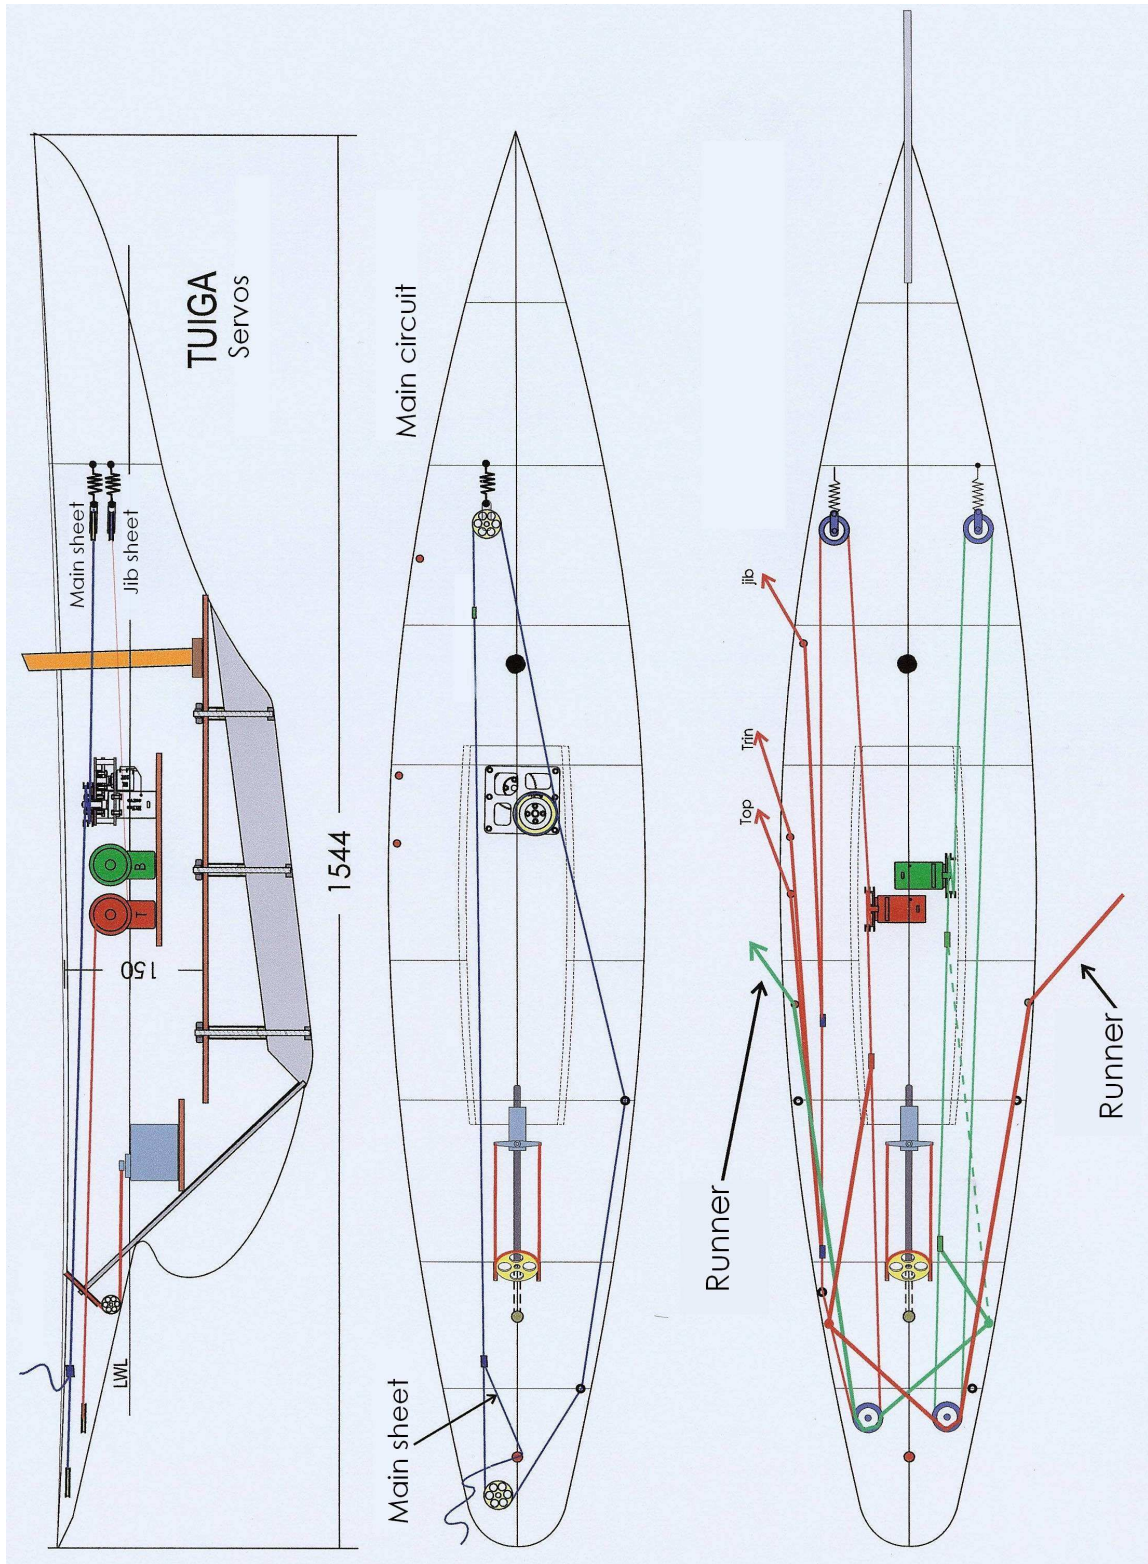 TUIGA
Servos
Main sheet
Jib sheet
B
T
150
1544
LWL
Main circuit
Main sheet
jib
Trin
Top
Runner
Runner